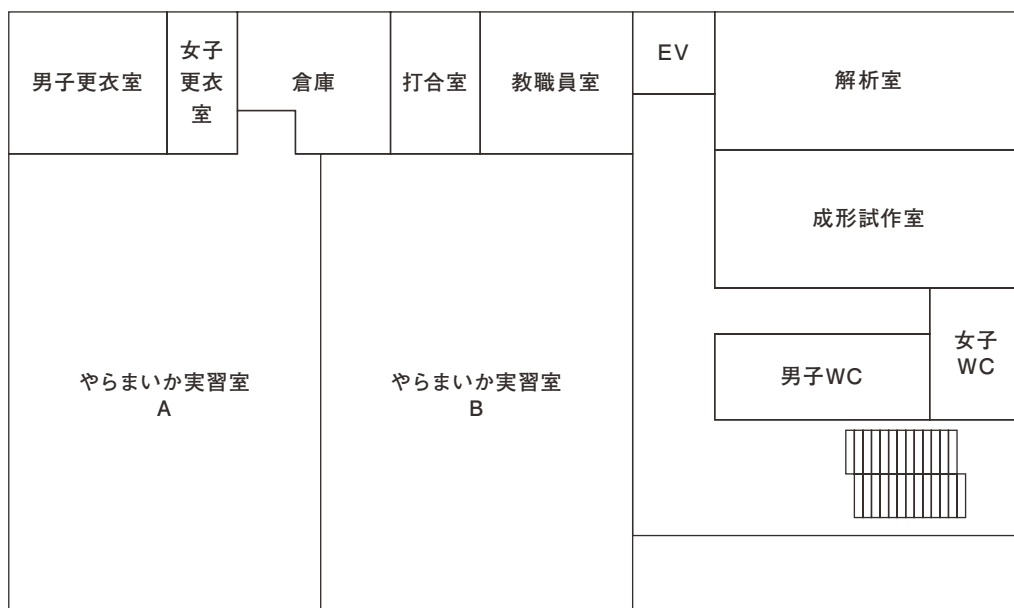 男子更衣室
女子
更衣
室
倉庫
打合室
教職員室
EV
解析室
成形試作室
やらまいか実習室
A
やらまいか実習室
B
男子WC
女子
WC